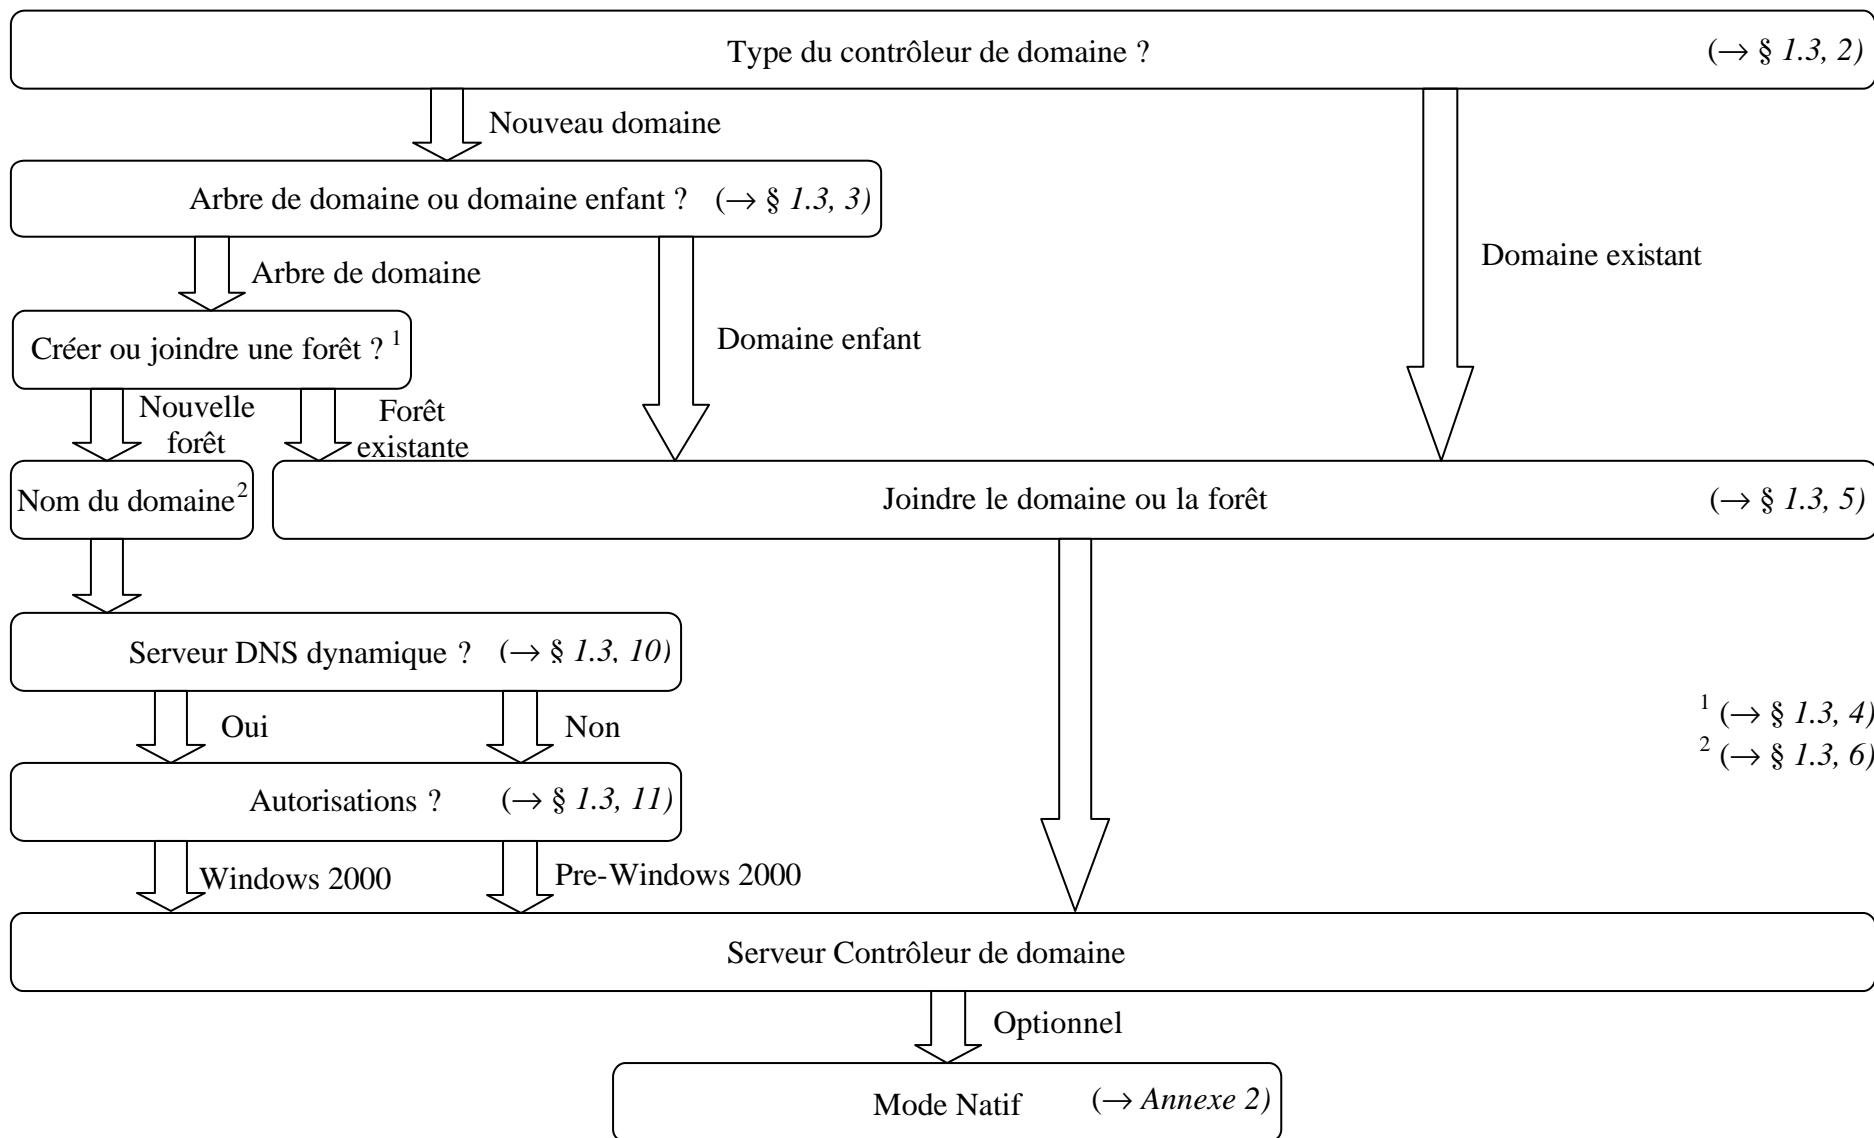 Type du contrôleur de domaine ? (→ § 1.3, 2)
Nouveau domaine
Arbre de domaine ou domaine enfant ? (→ § 1.3, 3)
Domaine existant
Arbre de domaine
Domaine enfant
Créer ou joindre une forêt ? 1
Nouvelle
forêt
Forêt
existante
Nom du domaine2
Joindre le domaine ou la forêt (→ § 1.3, 5)
Serveur DNS dynamique ? (→ § 1.3, 10)
Oui
Non
1 (→ § 1.3, 4)
2 (→ § 1.3, 6)
Autorisations ? (→ § 1.3, 11)
Windows 2000
Pre-Windows 2000
Serveur Contrôleur de domaine
Optionnel
Mode Natif (→ Annexe 2)